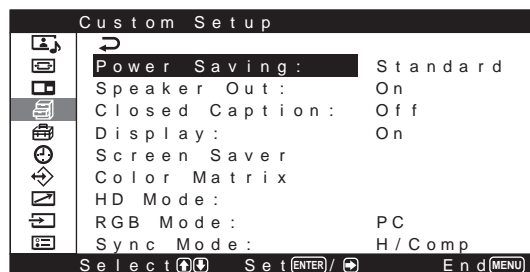 Custom Setup
Power Saving: Standard
Speaker Out: On
Closed Caption: Off
Display: On
Screen Saver
Color Matrix
HD Mode:
RGB Mode: PC
Sync Mode: H/Comp
Select Set ENTER / End MENU